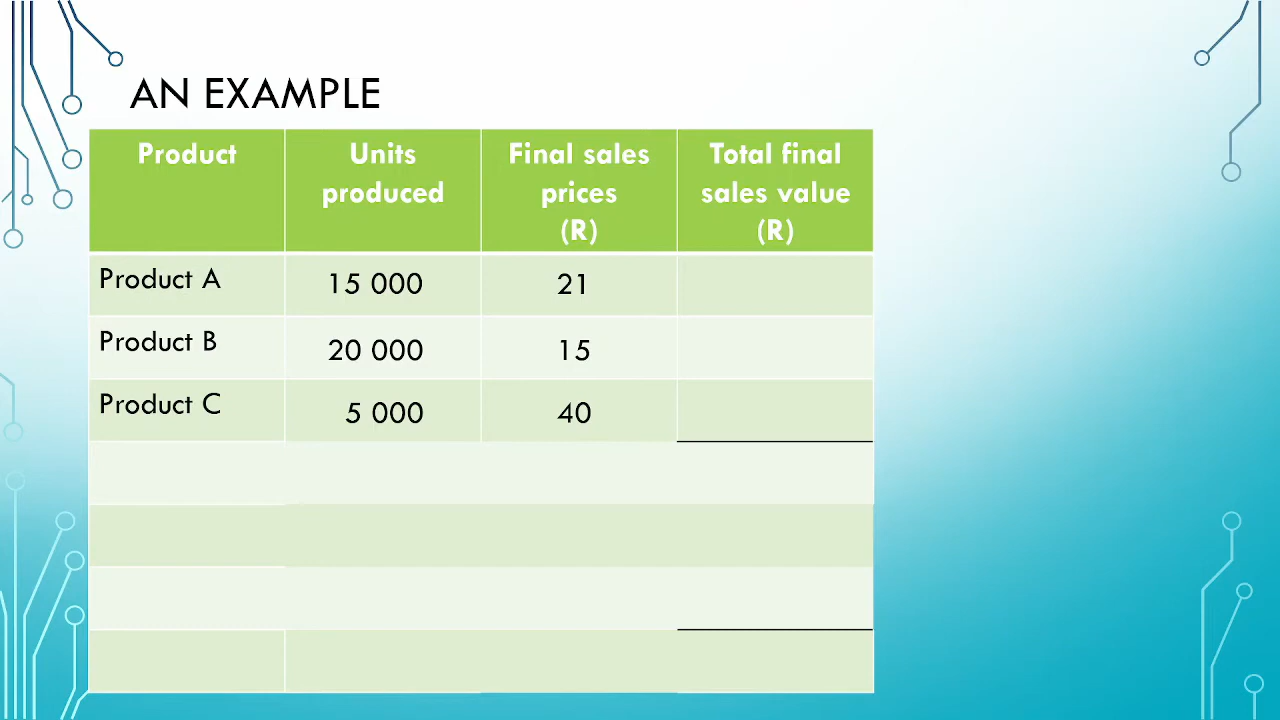 AN EXAMPLE
Product
Units
produced
Final sales
prices
(R)
Total final
sales value
(R)
Product A
15 000
21
Product B
20 000
15
Product C
5 000
40